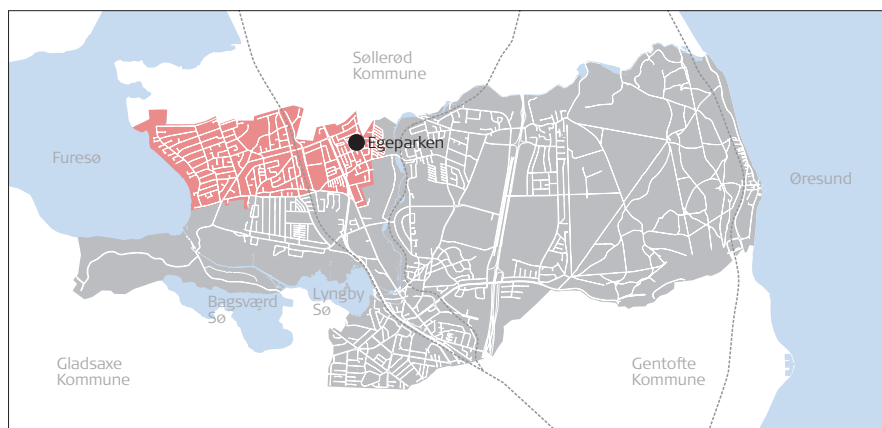 Søllerød
Kommune
Egeparken
Furesø
Øresund
Bagsværd
Sø
Lyngby
Sø
Gladsaxe
Kommune
Gentofte
Kommune